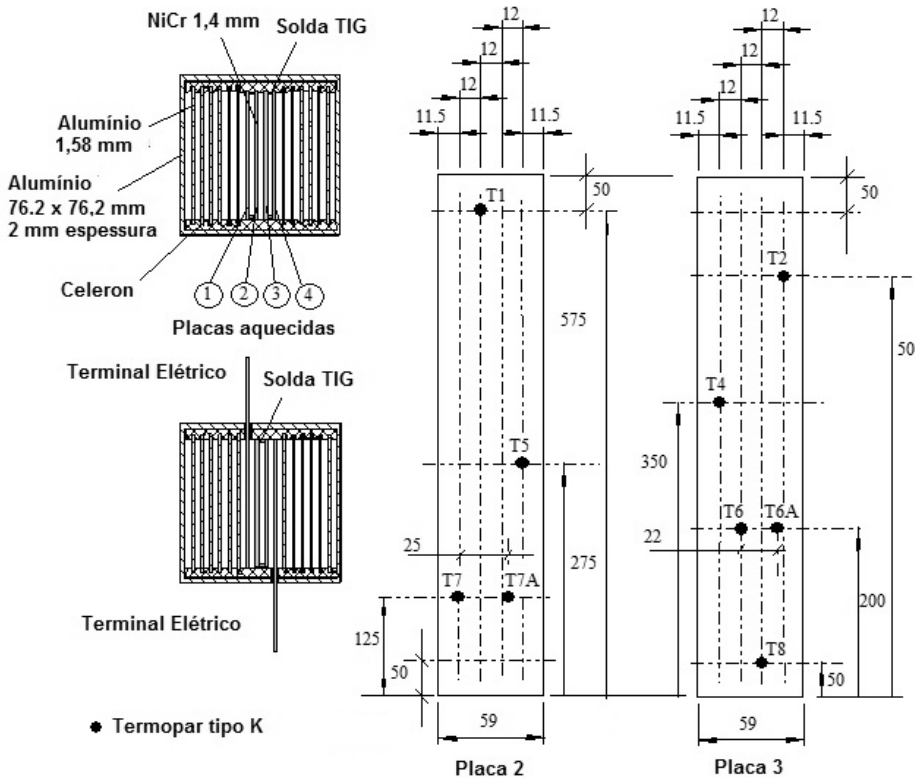 NiCr 1,4 mm
Solda TIG
Alumínio
1,58 mm
Alumínio
76.2 x 76,2 mm
2 mm espessura
Celeron
1 2 3 4
Placas aquecidas
Terminal Elétrico
Solda TIG
Terminal Elétrico
Termopar tipo K
12
12
12
11.5
11.5
50
T1
575
T5
25
275
T7
T7A
125
50
59
Placa 2
12
12
12
11.5
11.5
50
T2
50
T4
350
T6
T6A
22
200
T8
50
59
Placa 3